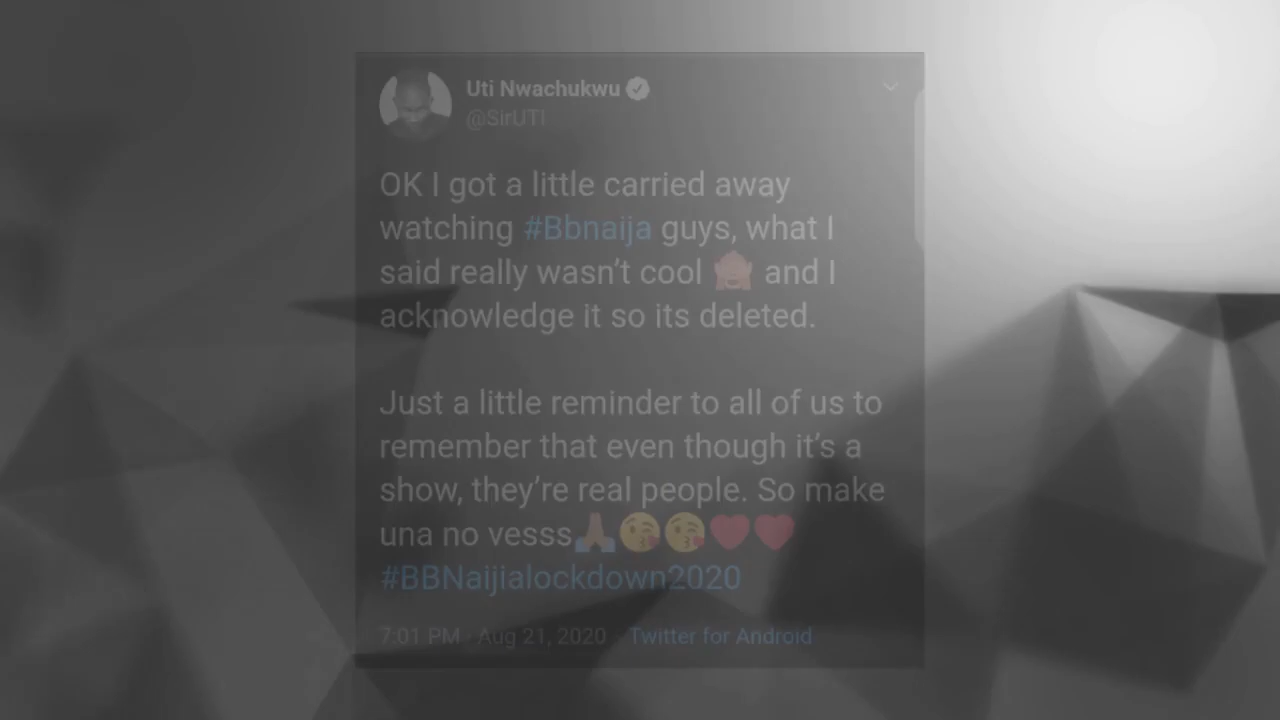 Uti Nwachukwu
@SirUTI
OK I got a little carried away
watching #Bbnaija guys, what I
said really wasn't cool 🙈 and I
acknowledge it so its deleted.
Just a little reminder to all of us to
remember that even though it's a
show, they're real people. So make
una no vesss🙏😘😘❤️❤️
#BBNaijialockdown2020
7:01 PM · Aug 21, 2020 · Twitter for Android